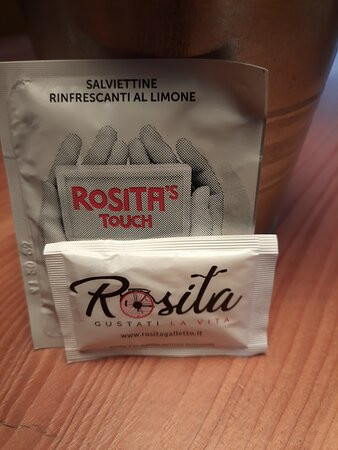 SALVIETTINE
RINFRESCANTI AL LIMONE
ROSITA'S
TOUCH
Rosita
GUSTATI LA VITA
www.rositagalletto.it